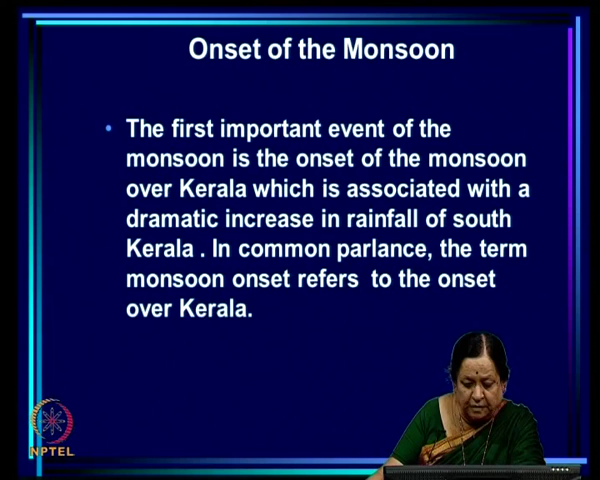 Onset of the Monsoon
• The first important event of the
monsoon is the onset of the monsoon
over Kerala which is associated with a
dramatic increase in rainfall of south
Kerala . In common parlance, the term
monsoon onset refers to the onset
over Kerala.
NPTEL